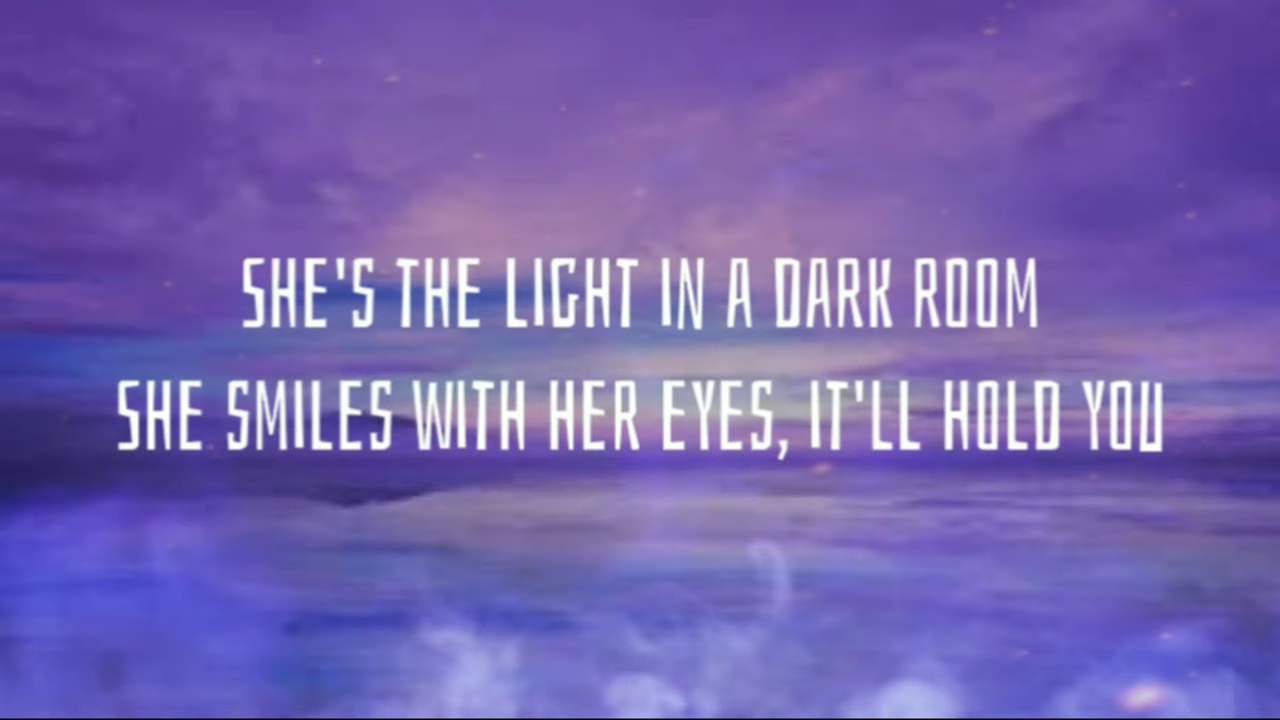 SHE'S THE LIGHT IN A DARK ROOM
SHE SMILES WITH HER EYES, IT'LL HOLD YOU